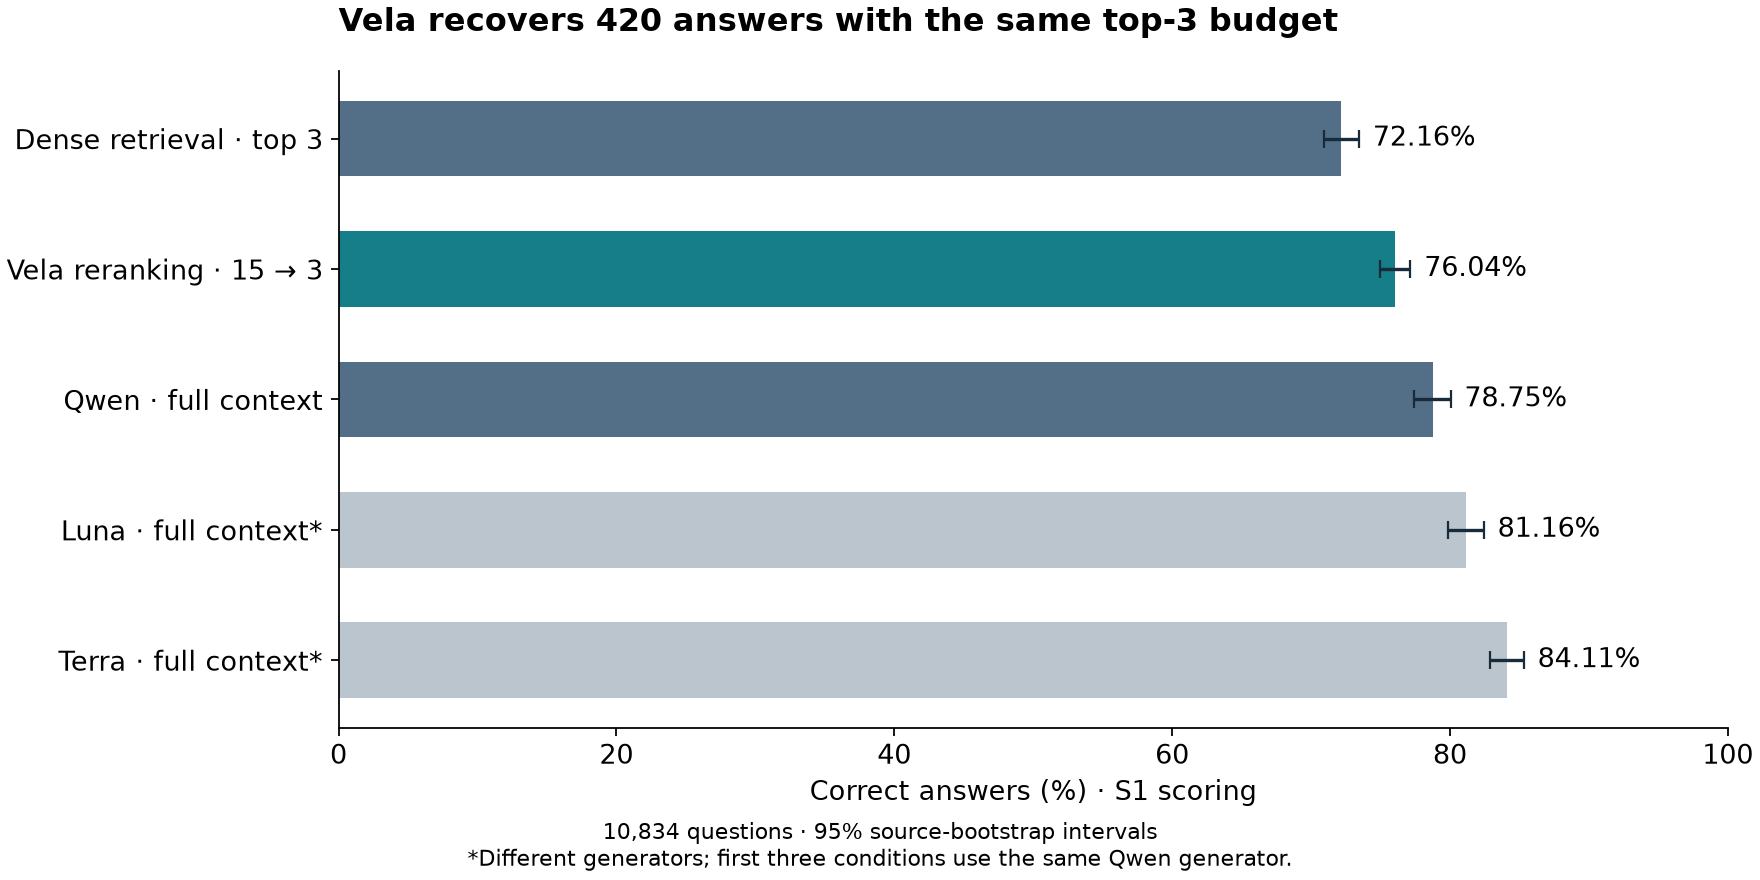 Vela recovers 420 answers with the same top-3 budget
Dense retrieval · top 3
72.16%
Vela reranking · 15 → 3
76.04%
Qwen · full context
78.75%
Luna · full context*
81.16%
Terra · full context*
84.11%
0 20 40 60 80 100
Correct answers (%) · S1 scoring
10,834 questions · 95% source-bootstrap intervals
*Different generators; first three conditions use the same Qwen generator.